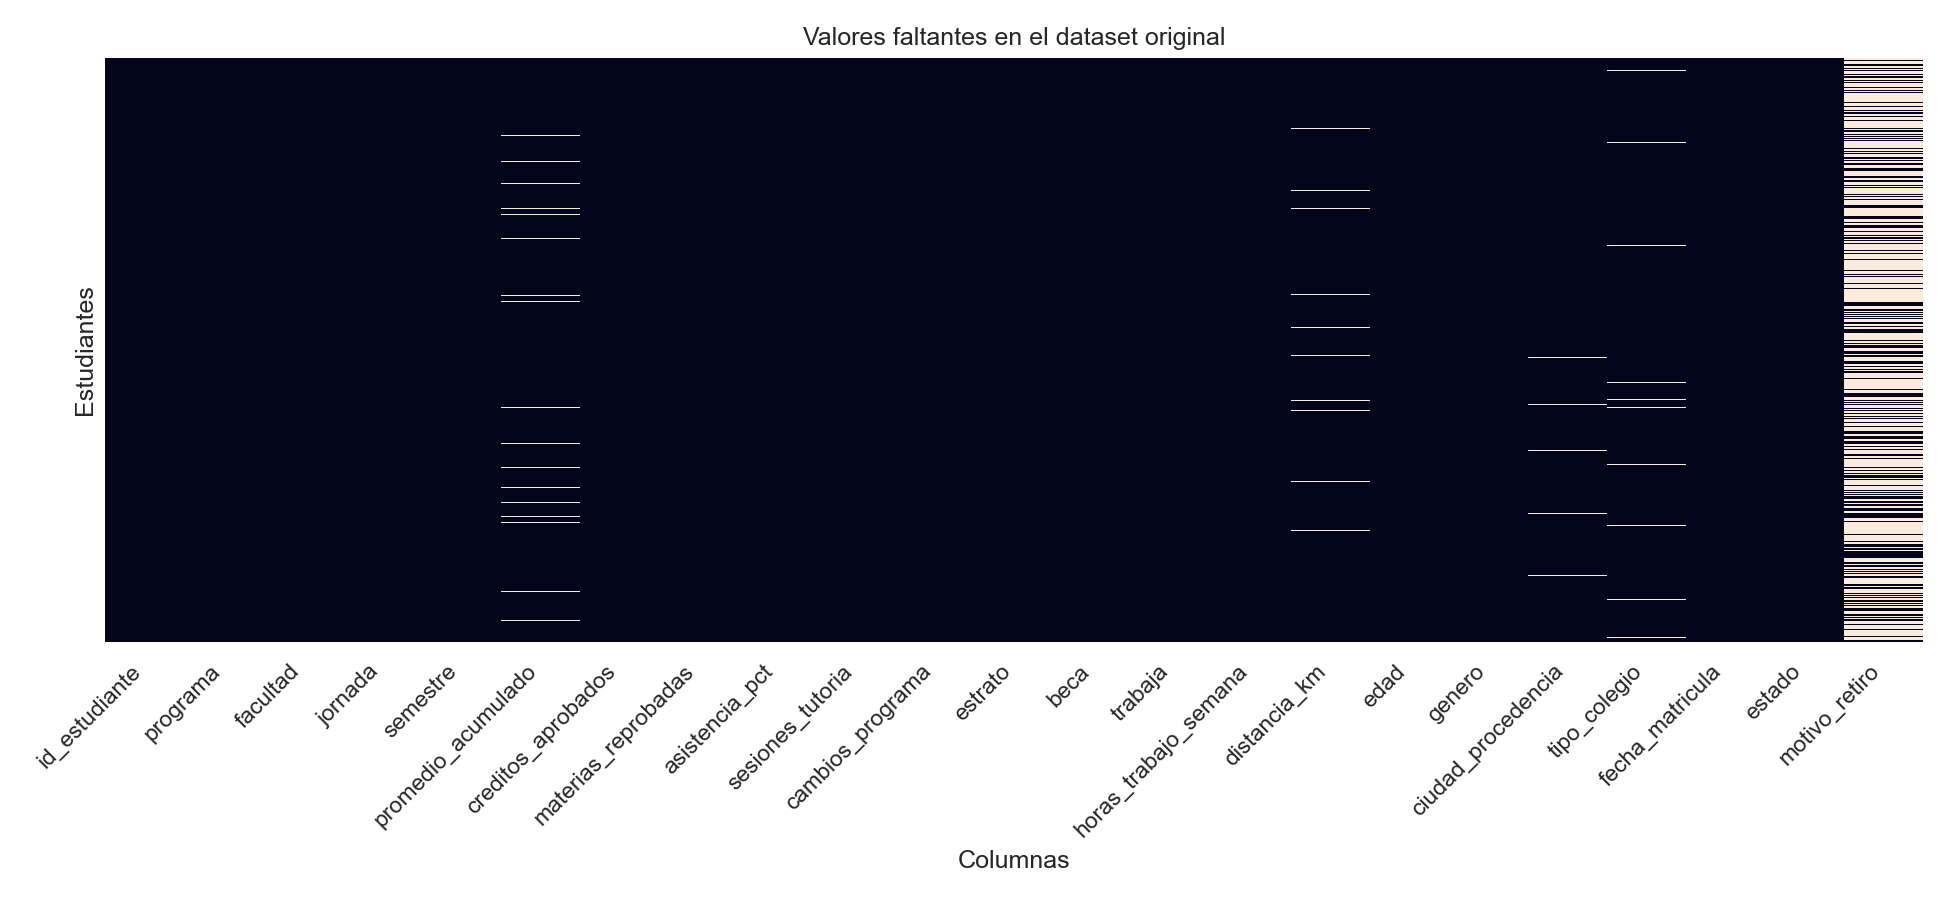 Valores faltantes en el dataset original
Estudiantes
id_estudiante
programa
facultad
jornada
semestre
promedio_acumulado
creditos_aprobados
materias_reprobadas
asistencia_pct
sesiones_tutoria
cambios_programa
estrato
beca
trabaja
horas_trabajo_semana
distancia_km
edad
genero
ciudad_procedencia
tipo_colegio
fecha_matricula
estado
motivo_retiro
Columnas